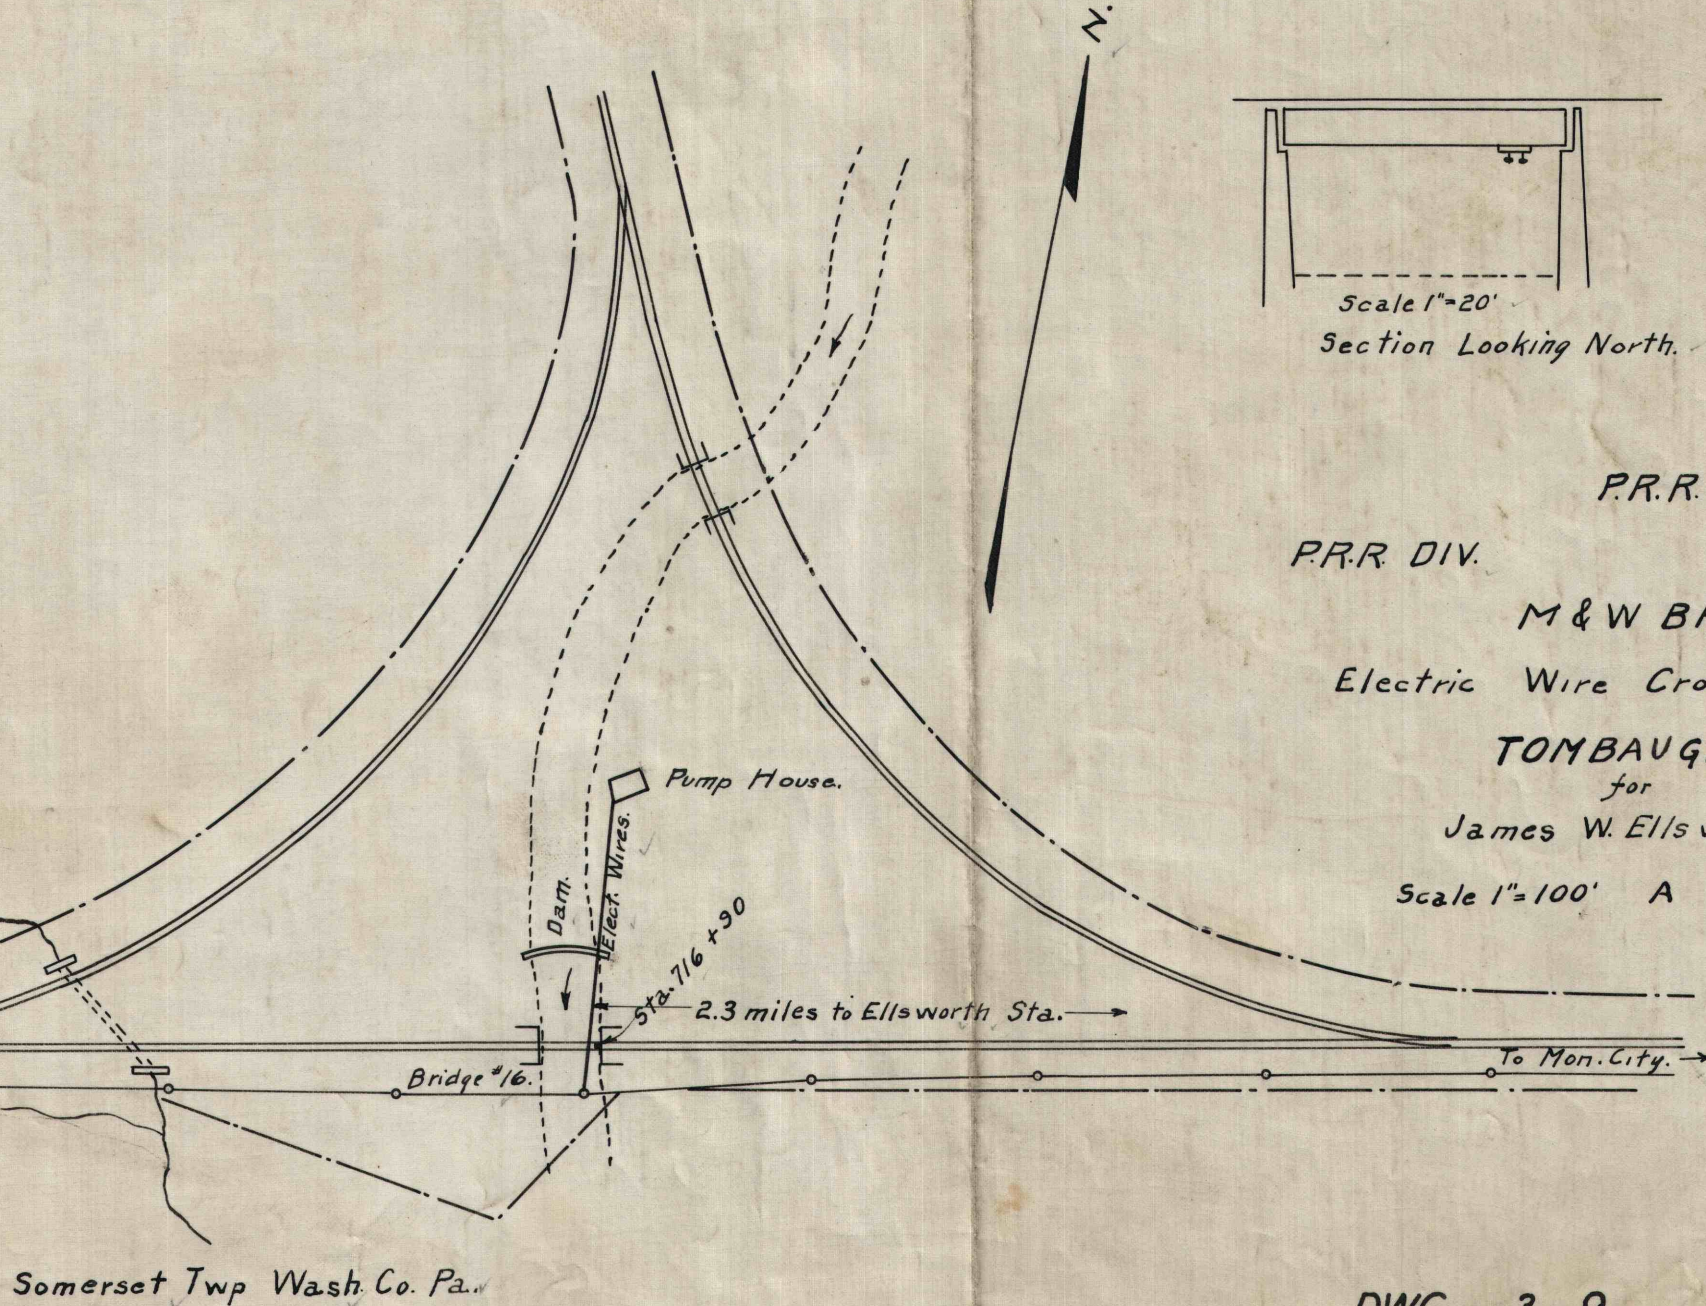 N.
Scale 1"=20'
Section Looking North.
P.R.R.
P.R.R. DIV.
M & W
Electric Wire
TOMBAUG
for
James W. Ells
Scale 1"=100' A
Pump House.
Elect. Wires.
Dam.
Sta. 716 + 90
2.3 miles to Ellsworth Sta.
To Mon. City.
Bridge #16.
Somerset Twp Wash. Co. Pa.
DWG